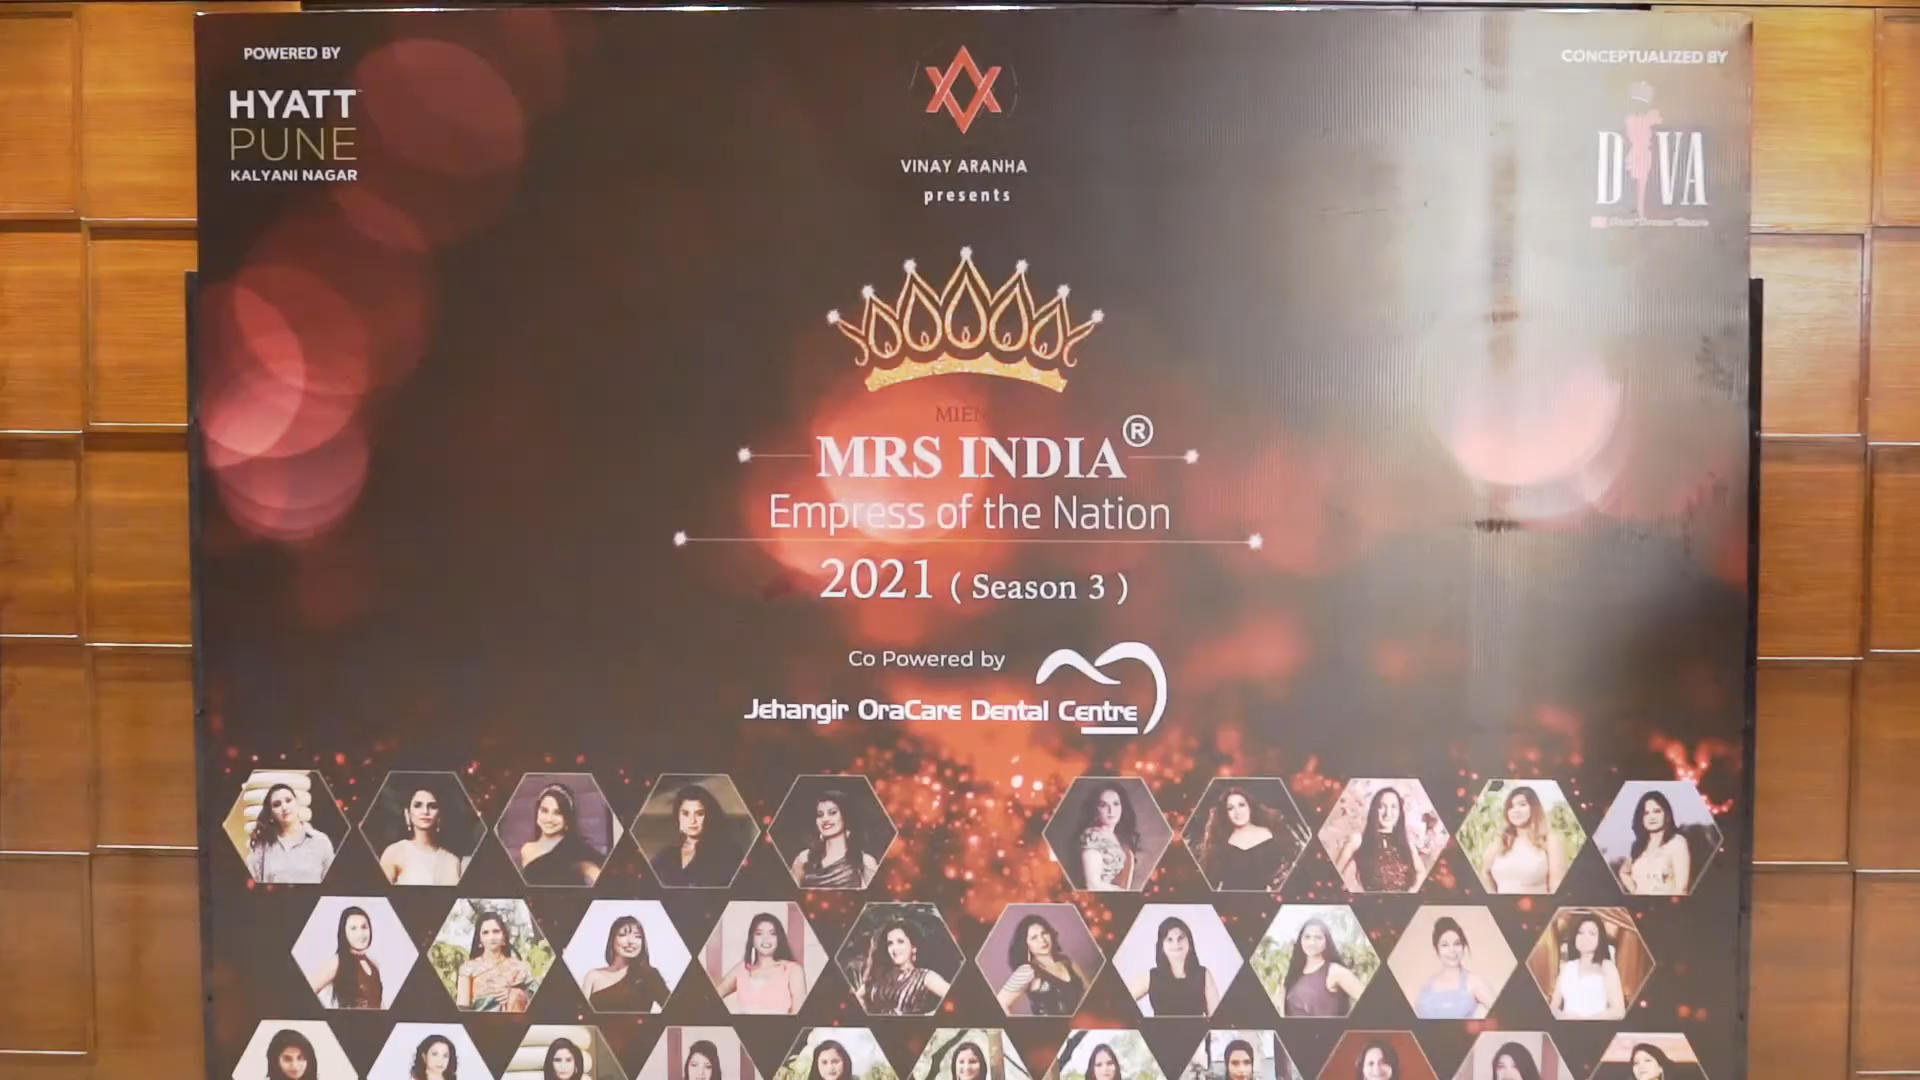 POWERED BY
HYATT
PUNE
KALYANI NAGAR
VINAY ARANHA
presents
CONCEPTUALIZED BY
DIVA
MRS INDIA®
Empress of the Nation
2021 ( Season 3 )
Co Powered by
Jehangir OraCare Dental Centre